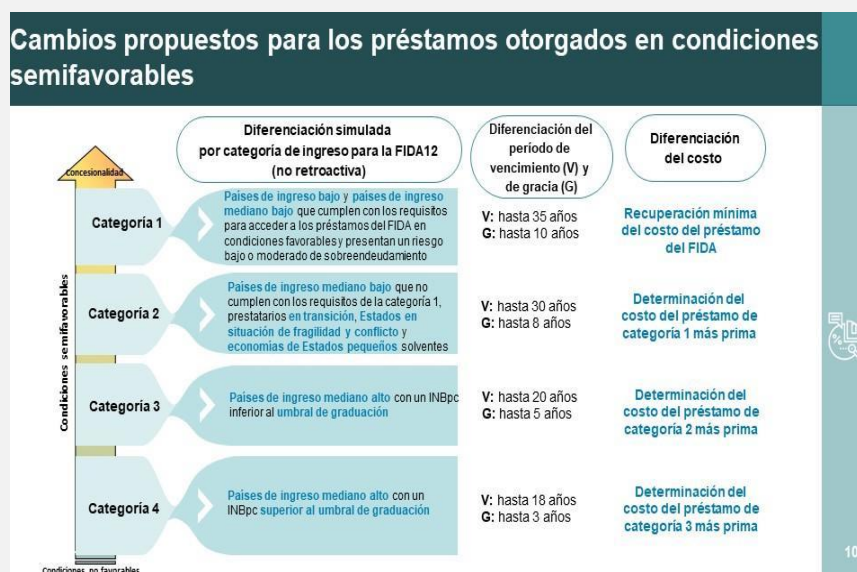 Cambios propuestos para los préstamos otorgados en condiciones
semifavorables
Diferenciación simulada
por categoría de ingreso para la FIDA12
(no retroactiva)
Diferenciación del
período de
vencimiento (V) y
de gracia (G)
Diferenciación
del costo
Concesionalidad
Condiciones semifavorables
Categoría 1
Países de ingreso bajo y países de ingreso
mediano bajo que cumplen con los requisitos
para acceder a los préstamos del FIDA en
condiciones favorables y presentan un riesgo
bajo o moderado de sobreendeudamiento
V: hasta 35 años
G: hasta 10 años
Recuperación mínima
del costo del préstamo
del FIDA
Categoría 2
Países de ingreso mediano bajo que no
cumplen con los requisitos de la categoría 1,
prestatarios en transición, Estados en
situación de fragilidad y conflicto y
economías de Estados pequeños solventes
V: hasta 30 años
G: hasta 8 años
Determinación del
costo del préstamo de
categoría 1 más prima
Categoría 3
Países de ingreso mediano alto con un INBpc
inferior al umbral de graduación
V: hasta 20 años
G: hasta 5 años
Determinación del
costo del préstamo de
categoría 2 más prima
Categoría 4
Países de ingreso mediano alto con un
INBpc superior al umbral de graduación
V: hasta 18 años
G: hasta 3 años
Determinación del
costo del préstamo de
categoría 3 más prima
Condiciones no favorables
10